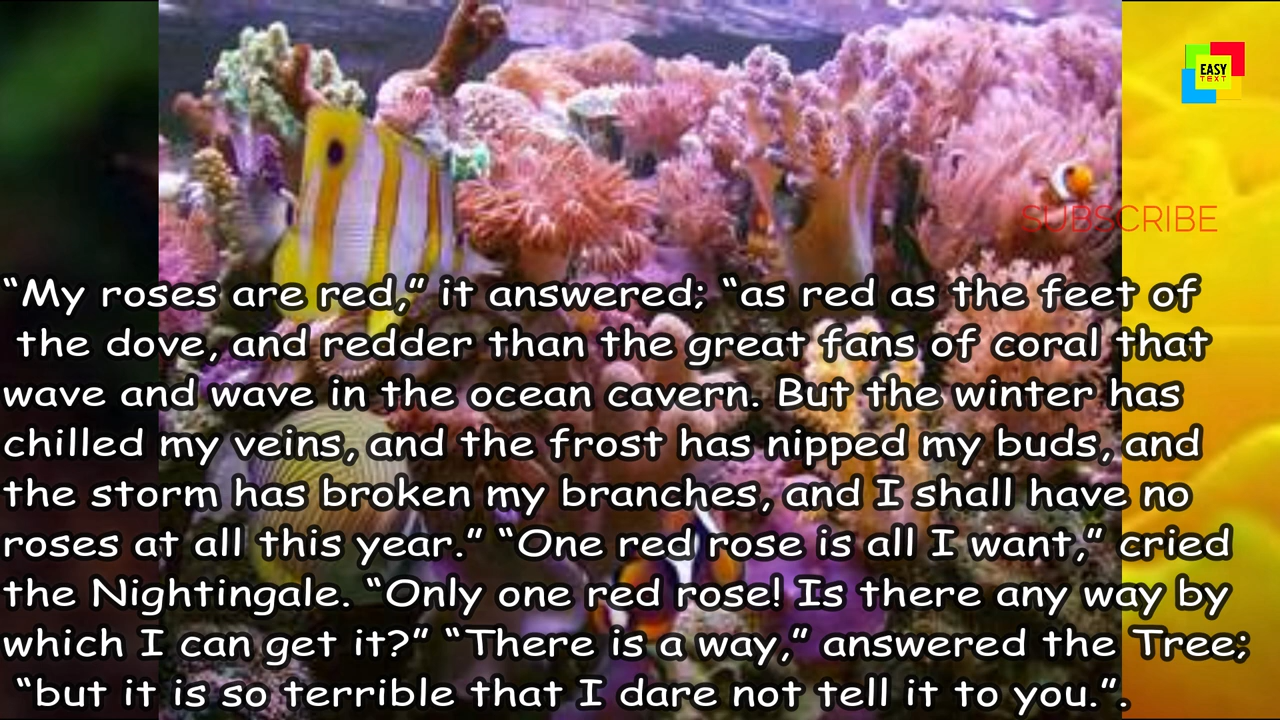 EASY
TEXT
SUBSCRIBE
“My roses are red,” it answered; “as red as the feet of
the dove, and redder than the great fans of coral that
wave and wave in the ocean cavern. But the winter has
chilled my veins, and the frost has nipped my buds, and
the storm has broken my branches, and I shall have no
roses at all this year.” “One red rose is all I want,” cried
the Nightingale. “Only one red rose! Is there any way by
which I can get it?” “There is a way,” answered the Tree;
“but it is so terrible that I dare not tell it to you.”.